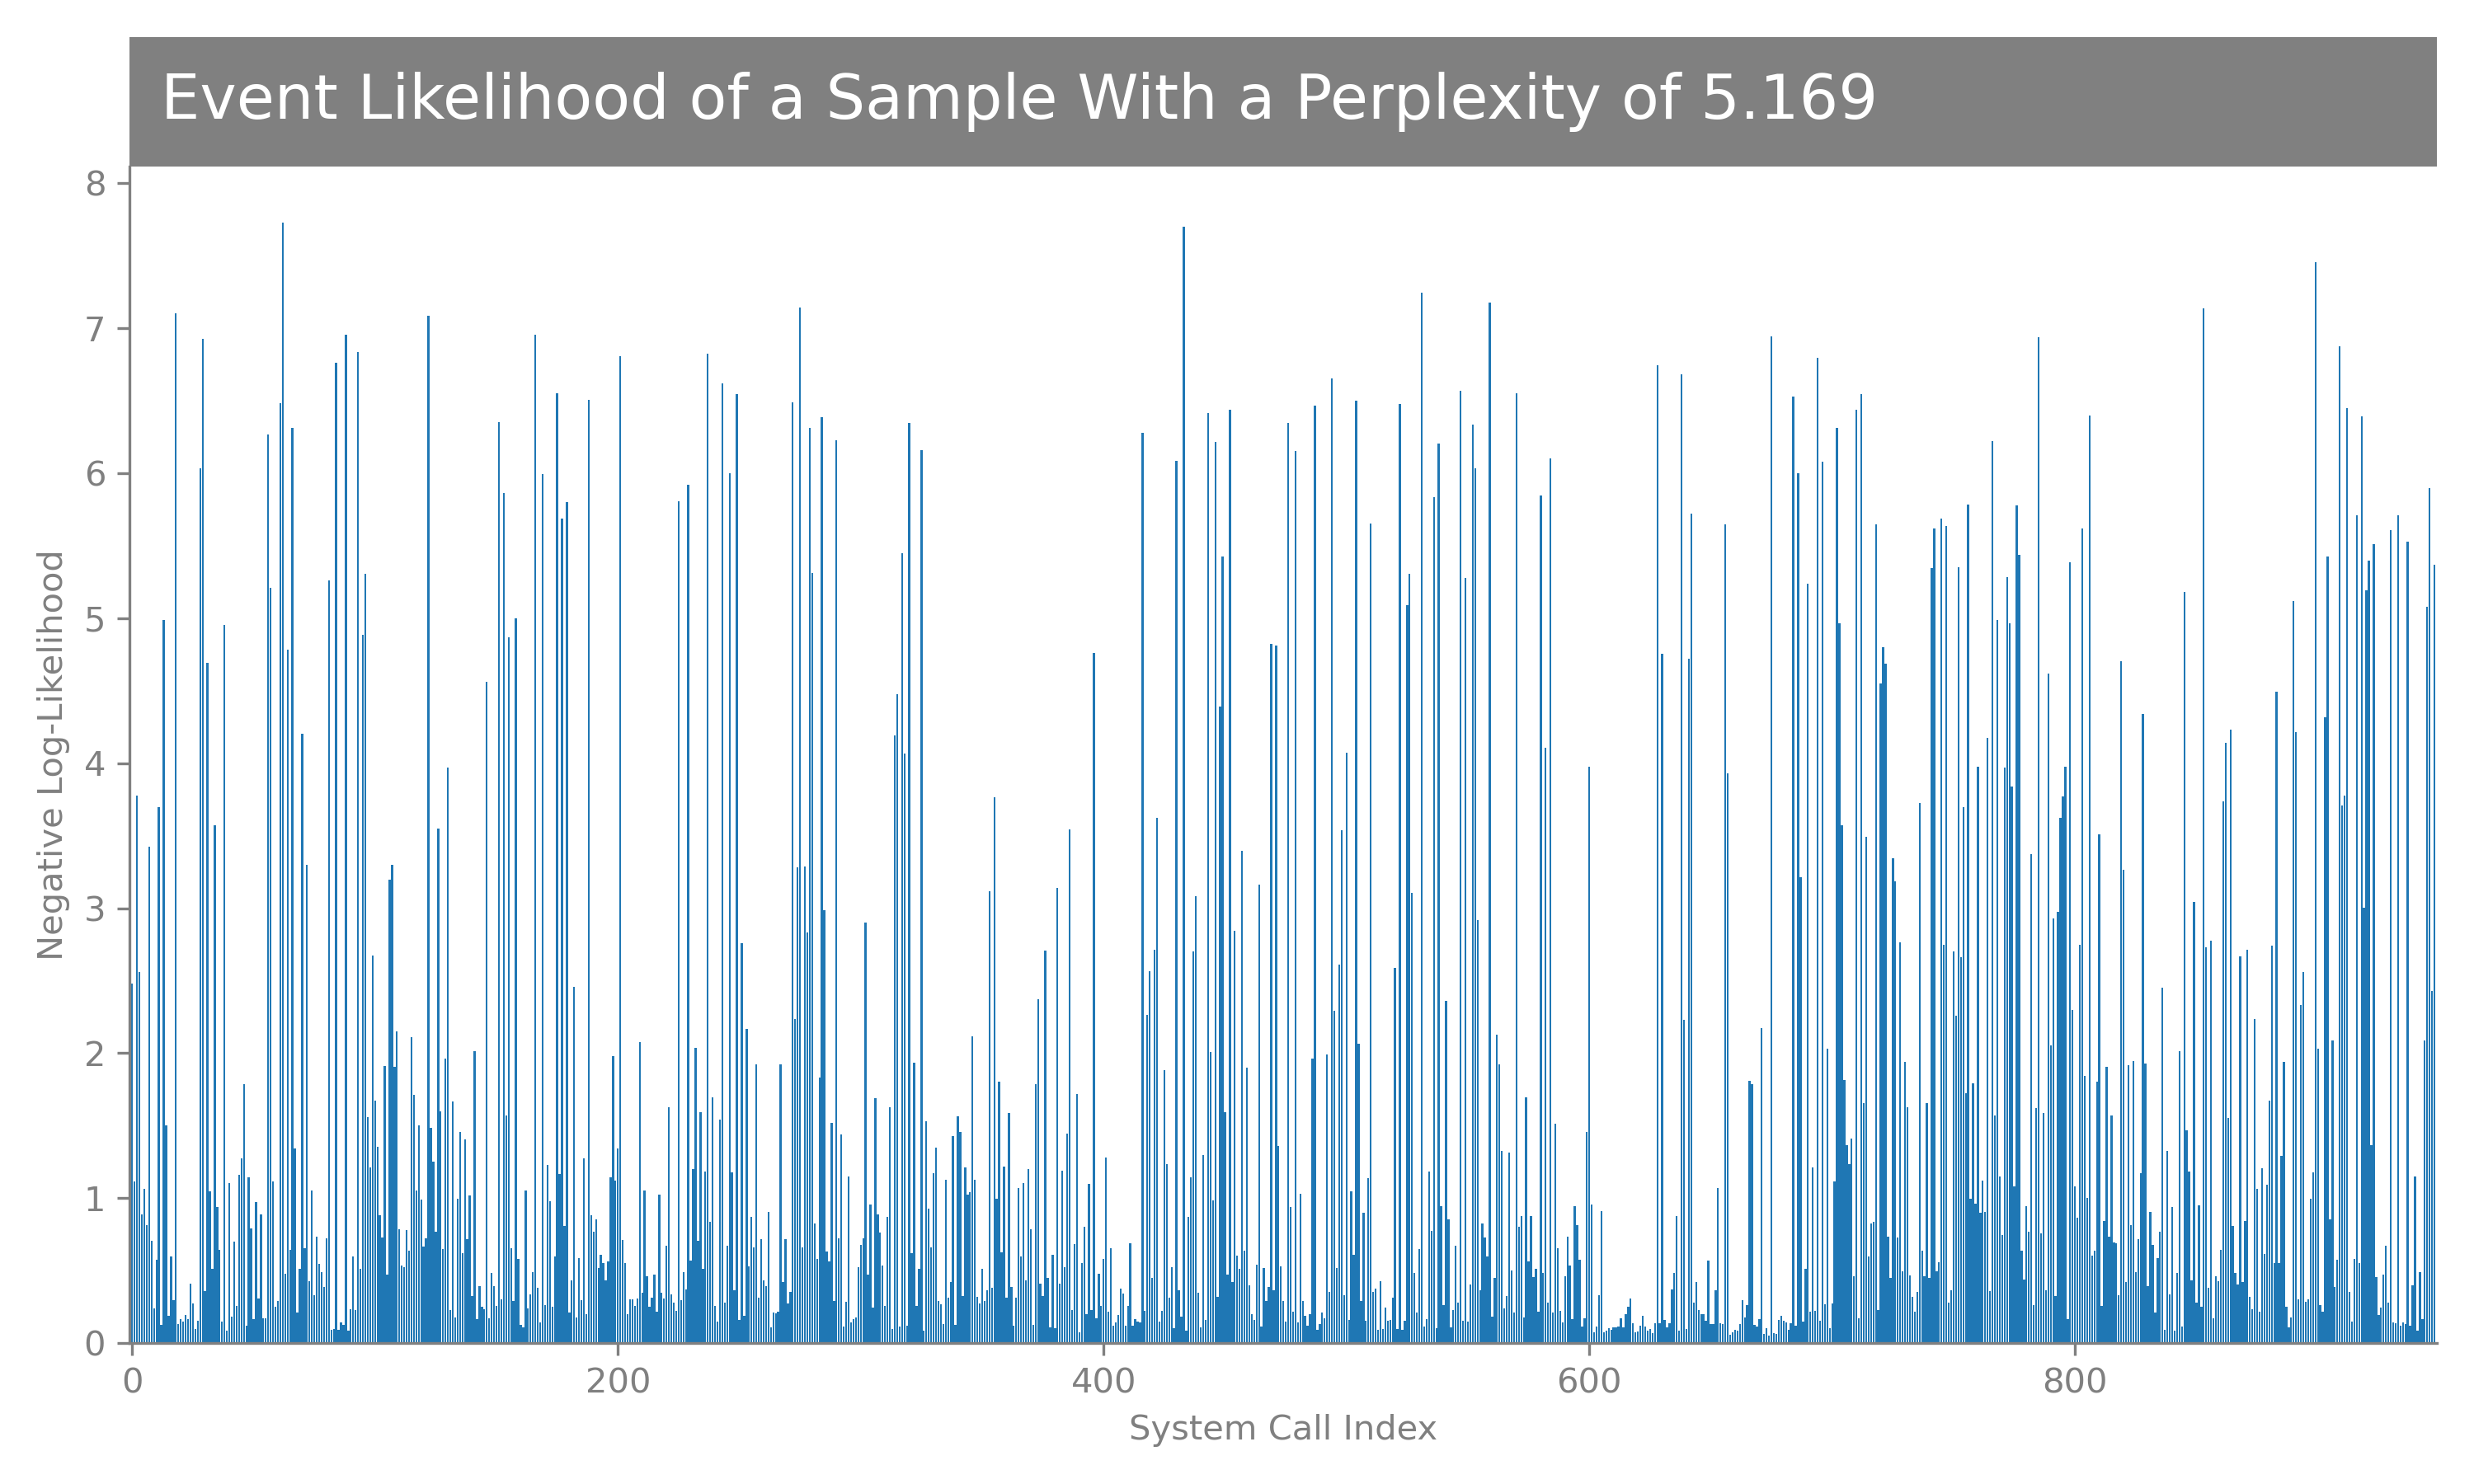 Event Likelihood of a Sample With a Perplexity of 5.169
8
7
6
5
4
3
2
1
0
Negative Log-Likelihood
0 200 400 600 800
System Call Index